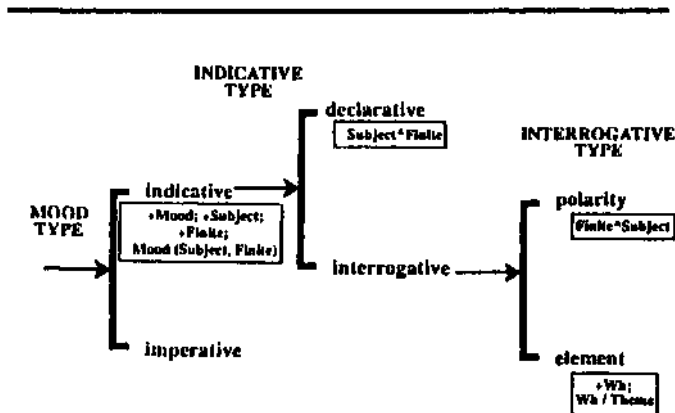 INDICATIVE
TYPE
declarative
Subject^Finite
INTERROGATIVE
TYPE
MOOD
TYPE
indicative
+Mood; +Subject;
+Finite;
Mood (Subject, Finite)
polarity
Finite^Subject
interrogative
imperative
element
+Wh;
Wh / Theme